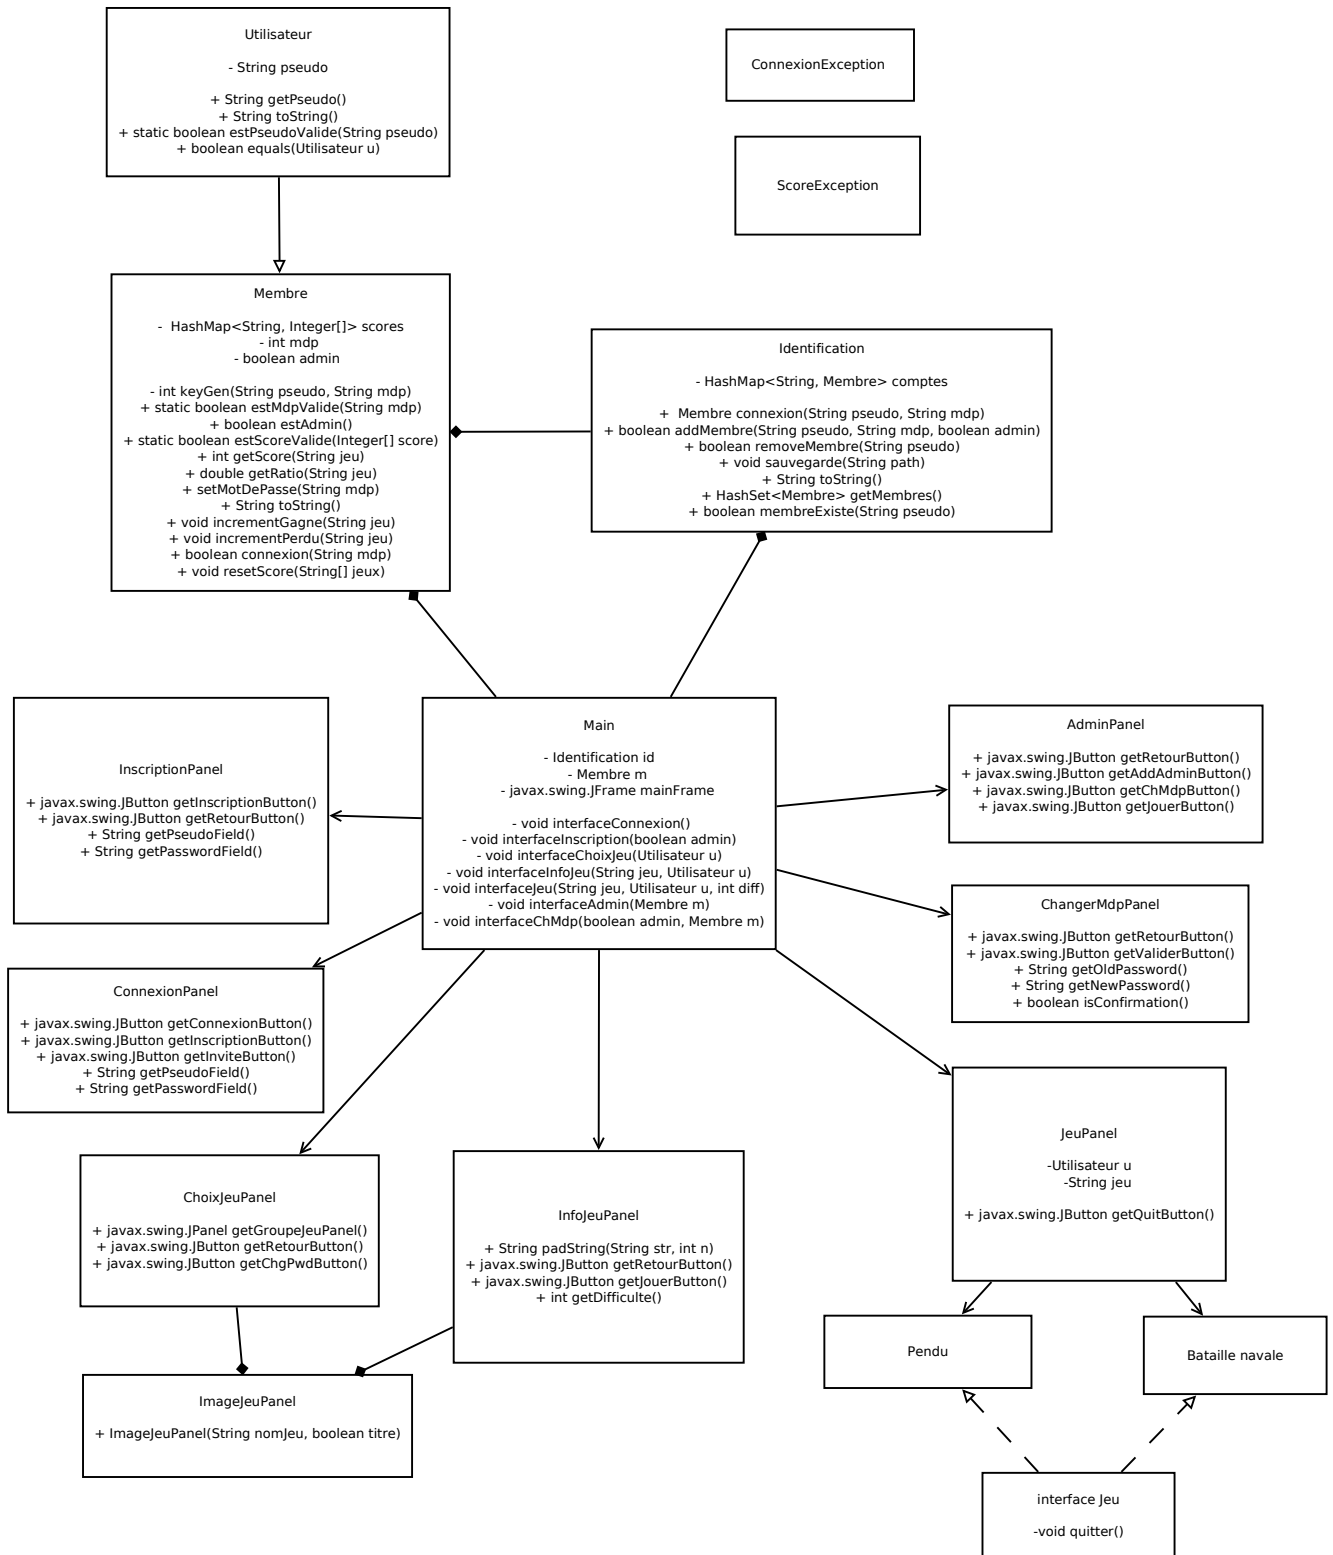 Utilisateur
- String pseudo
+ String getPseudo()
+ String toString()
+ static boolean estPseudoValide(String pseudo)
+ boolean equals(Utilisateur u)
ConnexionException
ScoreException
Membre
-  HashMap<String, Integer[]> scores
- int mdp
- boolean admin
- int keyGen(String pseudo, String mdp)
+ static boolean estMdpValide(String mdp)
+ boolean estAdmin()
+ static boolean estScoreValide(Integer[] score)
+ int getScore(String jeu)
+ double getRatio(String jeu)
+ setMotDePasse(String mdp)
+ String toString()
+ void incrementGagne(String jeu)
+ void incrementPerdu(String jeu)
+ boolean connexion(String mdp)
+ void resetScore(String[] jeux)
Identification
- HashMap<String, Membre> comptes
+  Membre connexion(String pseudo, String mdp)
+ boolean addMembre(String pseudo, String mdp, boolean admin)
+ boolean removeMembre(String pseudo)
+ void sauvegarde(String path)
+ String toString()
+ HashSet<Membre> getMembres()
+ boolean membreExiste(String pseudo)
InscriptionPanel
+ javax.swing.JButton getInscriptionButton()
+ javax.swing.JButton getRetourButton()
+ String getPseudoField()
+ String getPasswordField()
Main
- Identification id
- Membre m
- javax.swing.JFrame mainFrame
- void interfaceConnexion()
- void interfaceInscription(boolean admin)
- void interfaceChoixJeu(Utilisateur u)
- void interfaceInfoJeu(String jeu, Utilisateur u)
- void interfaceJeu(String jeu, Utilisateur u, int diff)
- void interfaceAdmin(Membre m)
- void interfaceChMdp(boolean admin, Membre m)
AdminPanel
+ javax.swing.JButton getRetourButton()
+ javax.swing.JButton getAddAdminButton()
+ javax.swing.JButton getChMdpButton()
+ javax.swing.JButton getJouerButton()
ChangerMdpPanel
+ javax.swing.JButton getRetourButton()
+ javax.swing.JButton getValiderButton()
+ String getOldPassword()
+ String getNewPassword()
+ boolean isConfirmation()
ConnexionPanel
+ javax.swing.JButton getConnexionButton()
+ javax.swing.JButton getInscriptionButton()
+ javax.swing.JButton getInviteButton()
+ String getPseudoField()
+ String getPasswordField()
ChoixJeuPanel
+ javax.swing.JPanel getGroupeJeuPanel()
+ javax.swing.JButton getRetourButton()
+ javax.swing.JButton getChgPwdButton()
InfoJeuPanel
+ String padString(String str, int n)
+ javax.swing.JButton getRetourButton()
+ javax.swing.JButton getJouerButton()
+ int getDifficulte()
JeuPanel
-Utilisateur u
-String jeu
+ javax.swing.JButton getQuitButton()
ImageJeuPanel
+ ImageJeuPanel(String nomJeu, boolean titre)
Pendu
Bataille navale
interface Jeu
-void quitter()